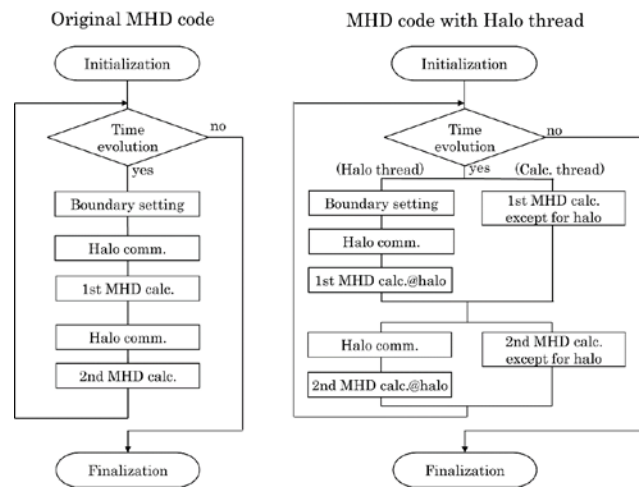 Original MHD code
Initialization
Time
evolution
no
yes
Boundary setting
Halo comm.
1st MHD calc.
Halo comm.
2nd MHD calc.
Finalization
MHD code with Halo thread
Initialization
Time
evolution
no
yes
(Halo thread)
(Calc. thread)
Boundary setting
Halo comm.
1st MHD calc.@halo
1st MHD calc.
except for halo
Halo comm.
2nd MHD calc.@halo
2nd MHD calc.
except for halo
Finalization